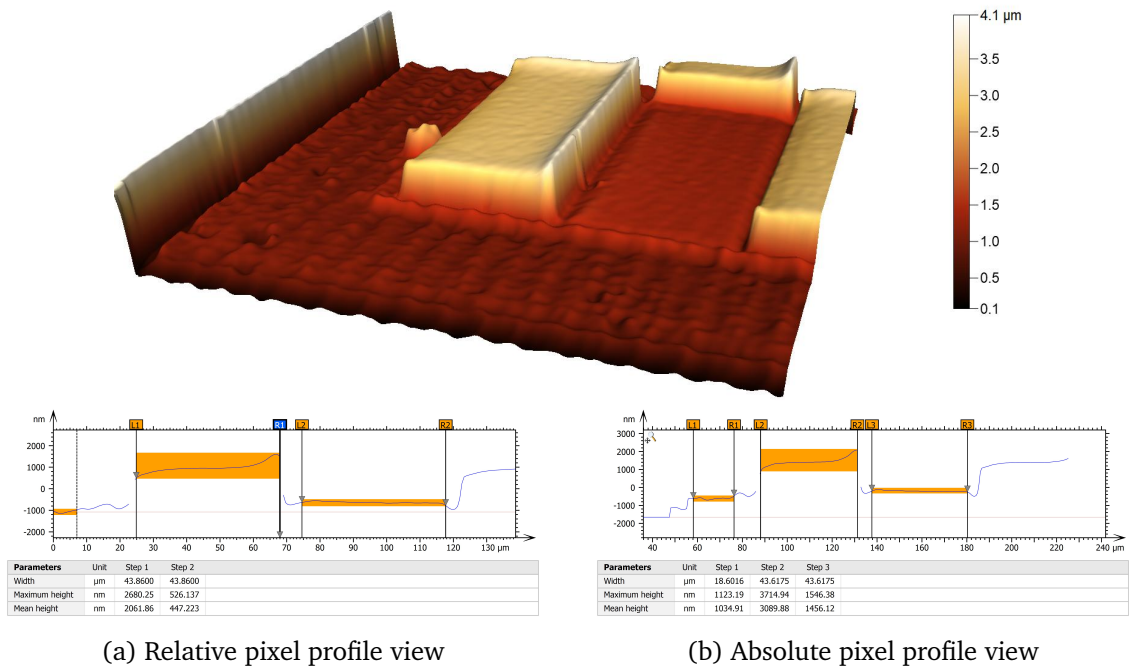 4.1 µm
3.0
2.5
2.0
1.5
1.0
0.5
0.1
nm
L1
R1
L2
R2
2000
1000
0
-1000
-2000
0 10 20 30 40 50 60 70 80 90 100 110 120 130 µm
Parameters Unit Step 1 Step 2
Width µm 43.8600 43.8600
Maximum height nm 2680.25 526.137
Mean height nm 2061.86 447.223
(a) Relative pixel profile view
nm
L1
R1
L2
R2
L3
R3
3000
2000
1000
0
-1000
-2000
40 60 80 100 120 140 160 180 200 220 240 µm
Parameters Unit Step 1 Step 2 Step 3
Width µm 18.6016 43.6175 43.6175
Maximum height nm 1123.19 3714.94 1546.38
Mean height nm 1034.91 3089.88 1456.12
(b) Absolute pixel profile view